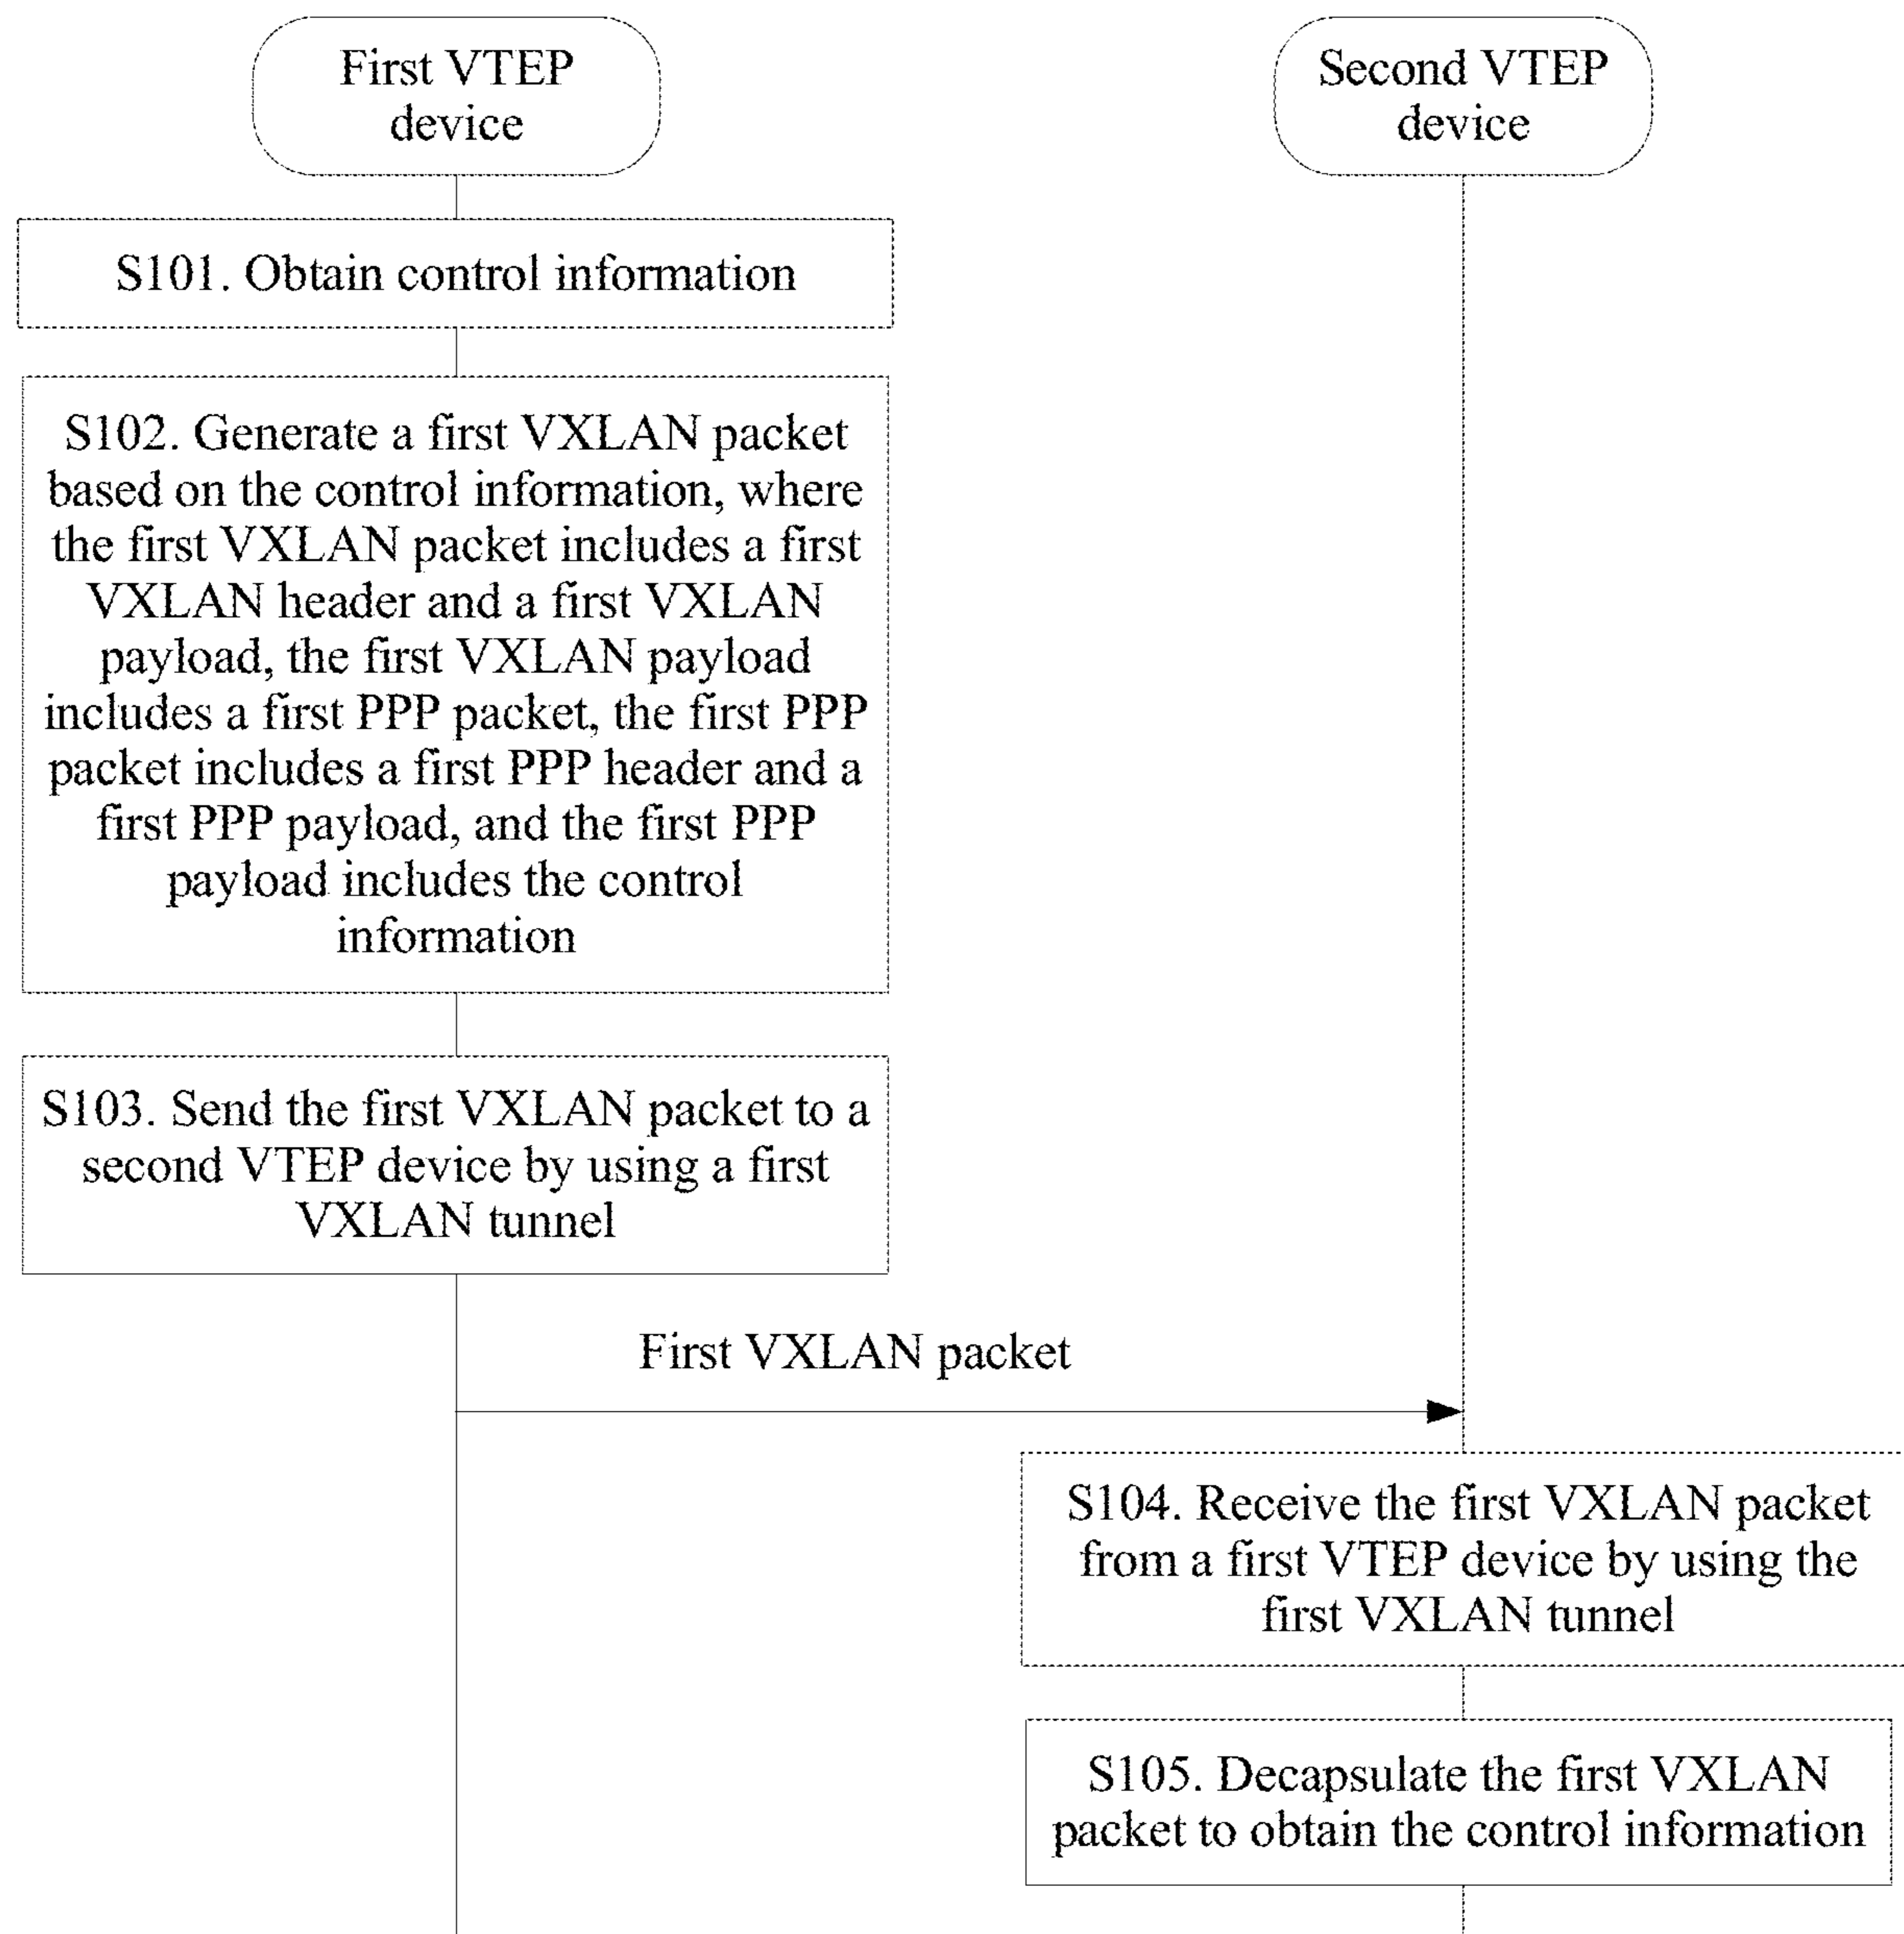 First VTEP
device
Second VTEP
device
S101. Obtain control information
S102. Generate a first VXLAN packet
based on the control information, where
the first VXLAN packet includes a first
VXLAN header and a first VXLAN
payload, the first VXLAN payload
includes a first PPP packet, the first PPP
packet includes a first PPP header and a
first PPP payload, and the first PPP
payload includes the control
information
S103. Send the first VXLAN packet to a
second VTEP device by using a first
VXLAN tunnel
First VXLAN packet
S104. Receive the first VXLAN packet
from a first VTEP device by using the
first VXLAN tunnel
S105. Decapsulate the first VXLAN
packet to obtain the control information